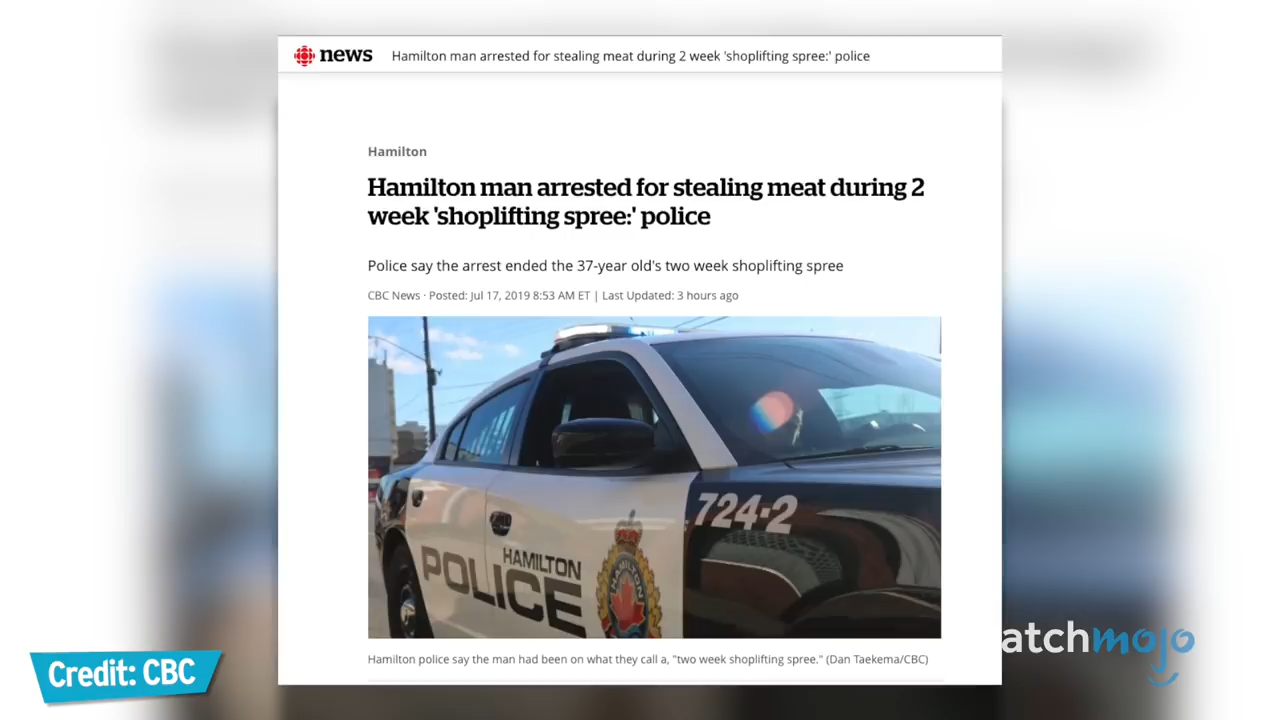 news Hamilton man arrested for stealing meat during 2 week 'shoplifting spree:' police
Hamilton
Hamilton man arrested for stealing meat during 2
week 'shoplifting spree:' police
Police say the arrest ended the 37-year old's two week shoplifting spree
CBC News · Posted: Jul 17, 2019 8:53 AM ET | Last Updated: 3 hours ago
724-2
HAMILTON
POLICE
HAMILTON
Hamilton police say the man had been on what they call a, "two week shoplifting spree." (Dan Taekema/CBC)
Credit: CBC
atchmojo